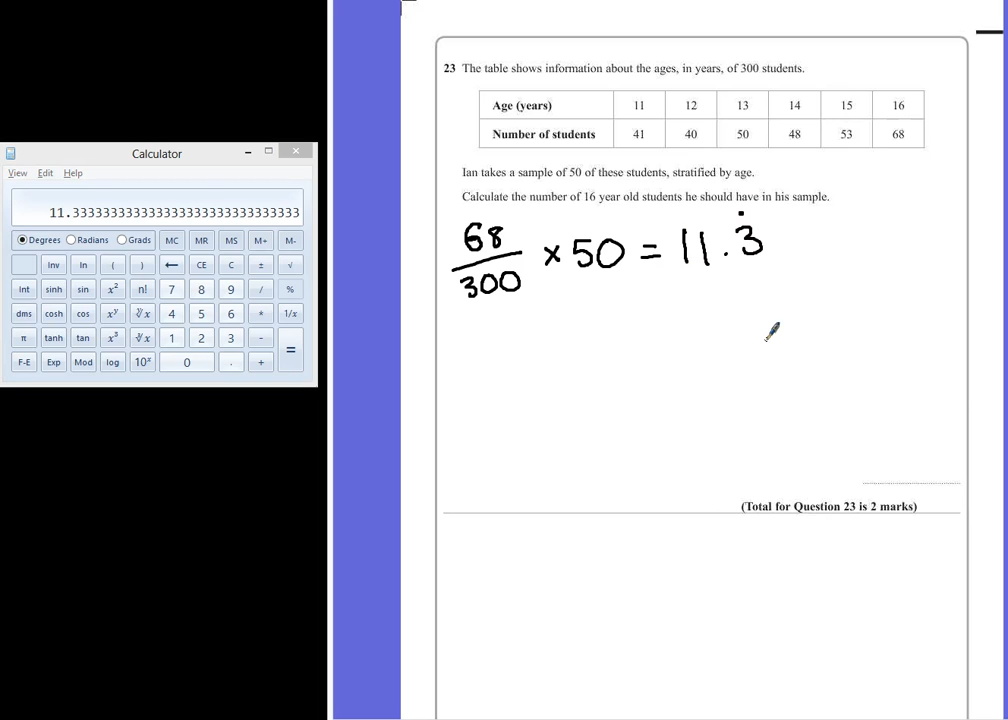 Calculator
View Edit Help
11.333333333333333333333333333333
Degrees Radians Grads MC MR MS M+ M-
Inv ln ( ) ← CE C ± √
Int sinh sin x² n! 7 8 9 / %
dms cosh cos xʸ ʸ√x 4 5 6 * 1/x
π tanh tan x³ ³√x 1 2 3 - =
F-E Exp Mod log 10ˣ 0 . +
23 The table shows information about the ages, in years, of 300 students.
Age (years) 11 12 13 14 15 16
Number of students 41 40 50 48 53 68
Ian takes a sample of 50 of these students, stratified by age.
Calculate the number of 16 year old students he should have in his sample.
68/300 × 50 = 11.3̇
(Total for Question 23 is 2 marks)